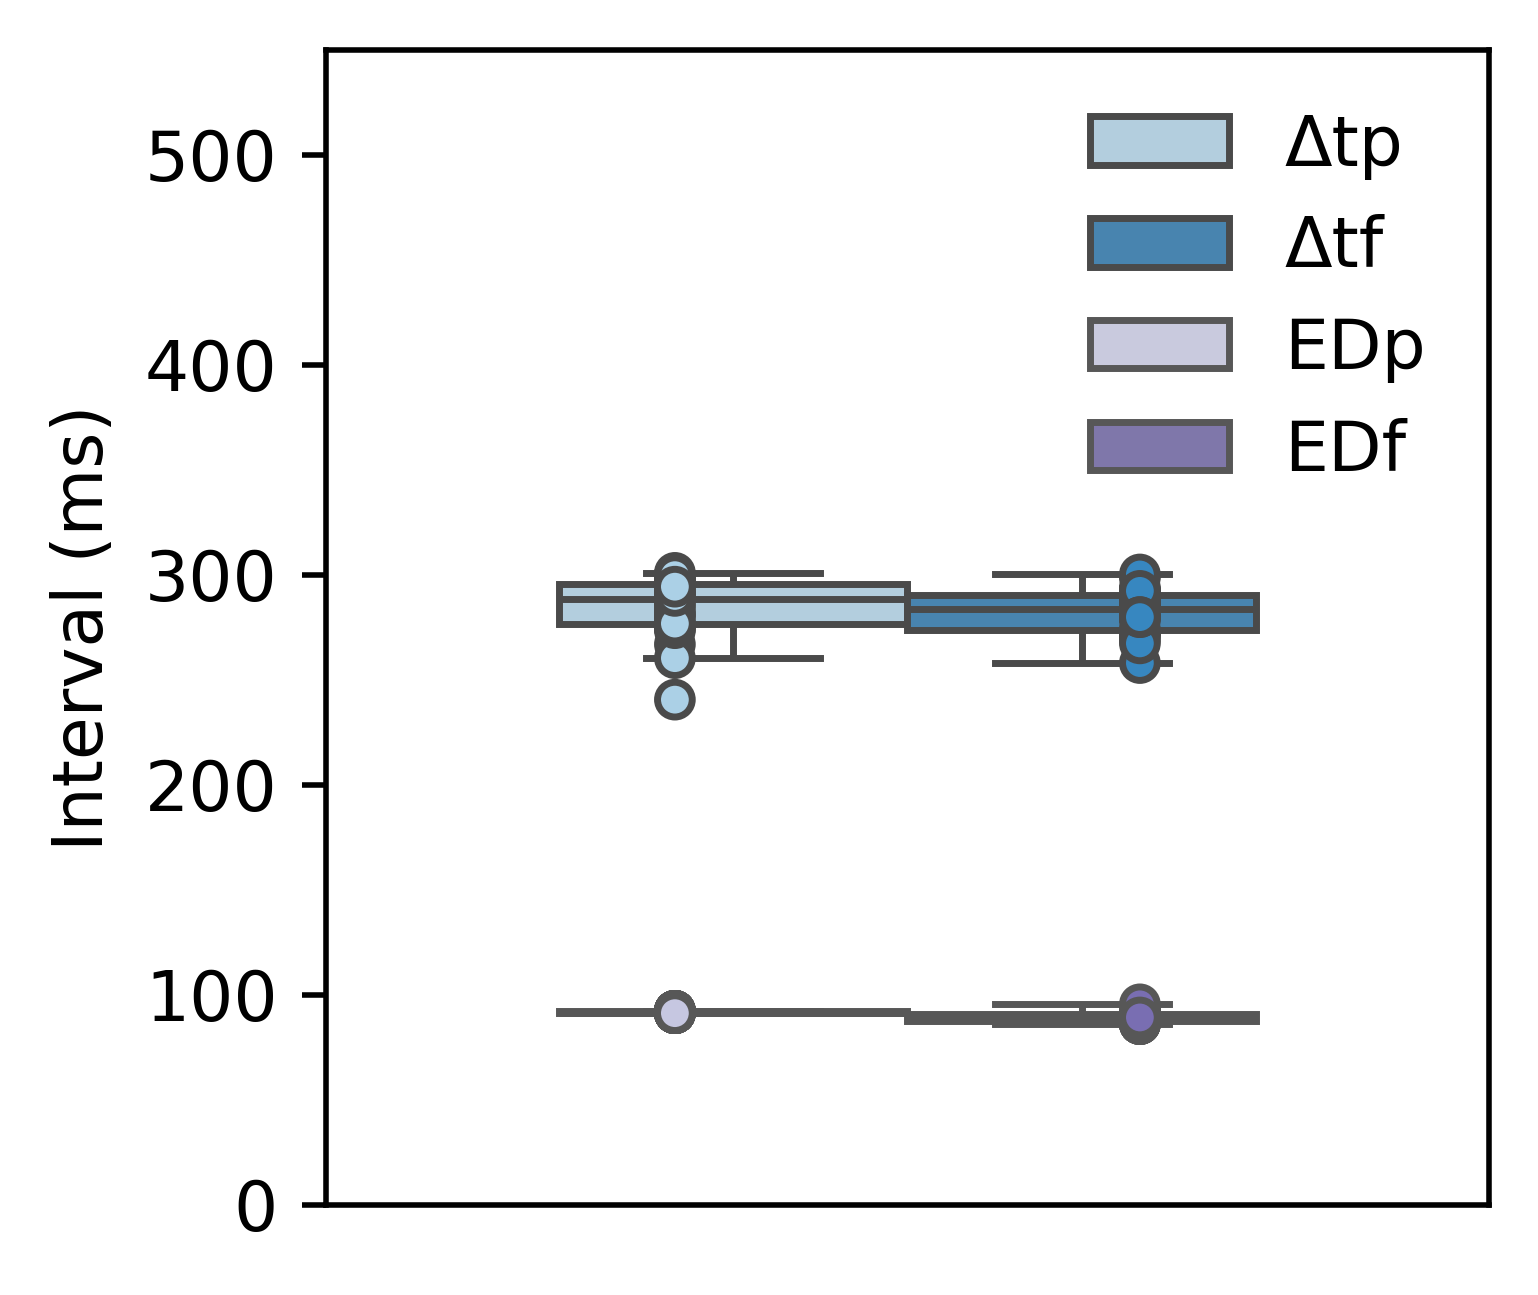 Interval (ms)
500
400
300
200
100
0
Δtp
Δtf
EDp
EDf